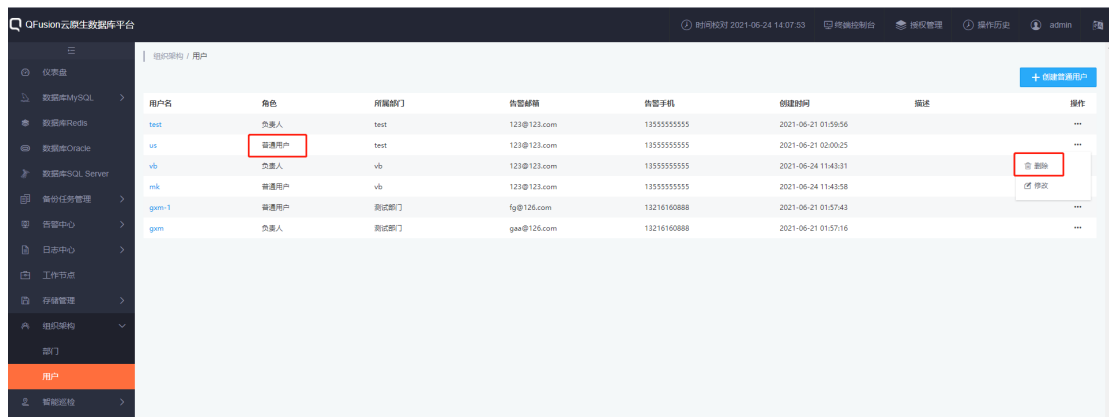 QFusion云原生数据库平台
时间校对 2021-06-24 14:07:53 终端控制台 授权管理 操作历史 admin
仪表盘
数据库MySQL
数据库Redis
数据库Oracle
数据库SQL Server
备份任务管理
告警中心
日志中心
工作节点
存储管理
组织架构
部门
用户
智能巡检
组织架构 / 用户
+ 创建普通用户
用户名 角色 所属部门 告警邮箱 告警手机 创建时间 描述 操作
test 负责人 test 123@123.com 13555555555 2021-06-21 01:59:56 ···
us 普通用户 test 123@123.com 13555555555 2021-06-21 02:00:25 ···
vb 负责人 vb 123@123.com 13555555555 2021-06-24 11:43:31
mk 普通用户 vb 123@123.com 13555555555 2021-06-24 11:43:58
gxm-1 普通用户 测试部门 fg@126.com 13216160888 2021-06-21 01:57:43 ···
gxm 负责人 测试部门 gaa@126.com 13216160888 2021-06-21 01:57:16 ···
删除
修改